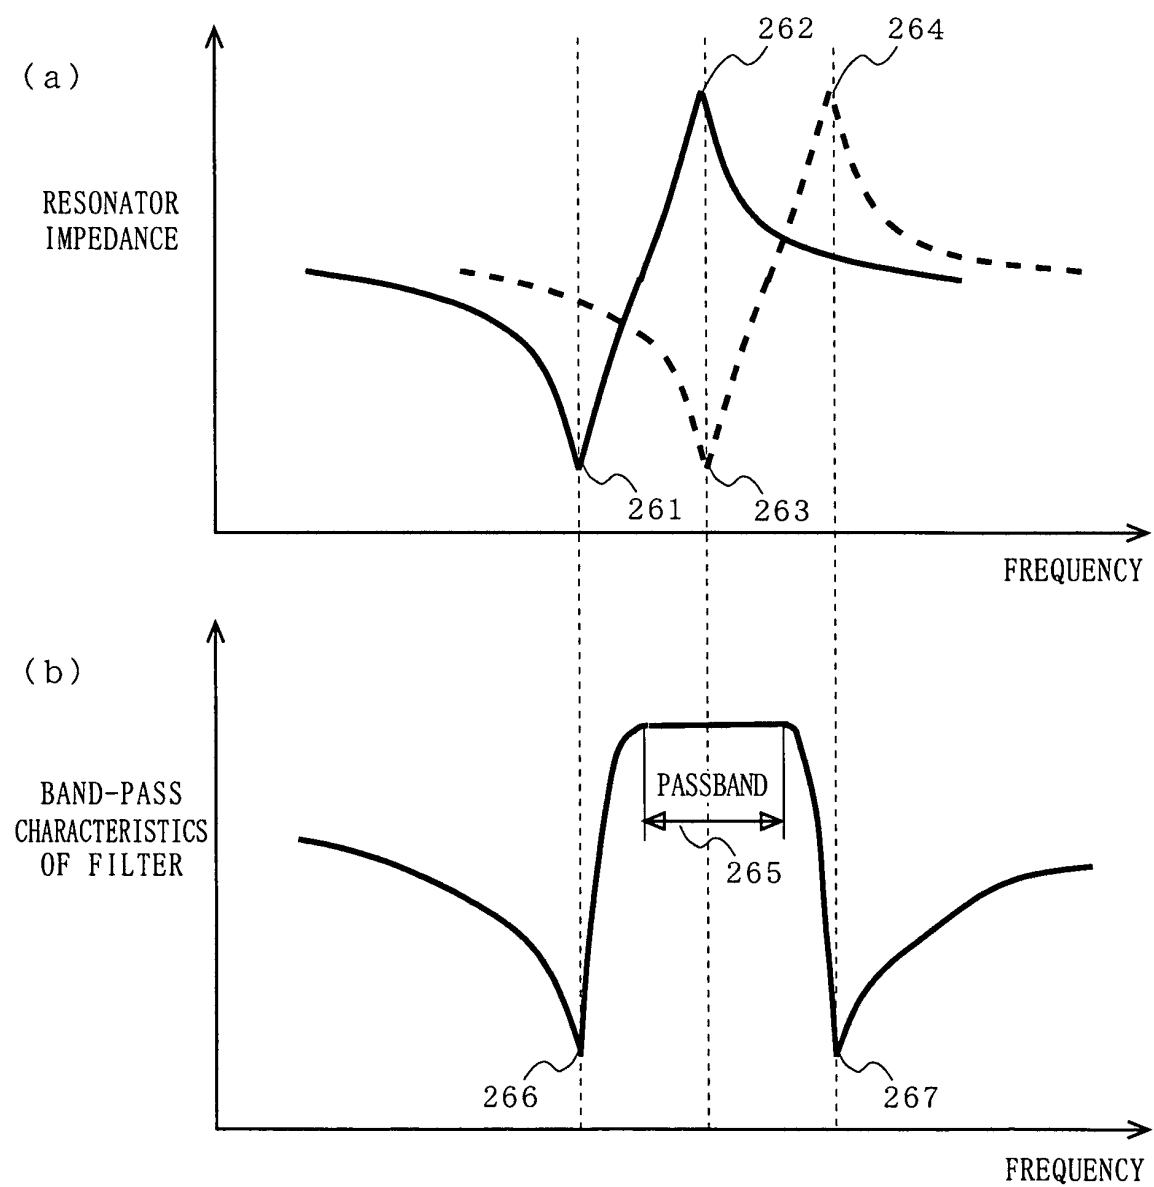 (a)
262
264
RESONATOR
IMPEDANCE
261
263
FREQUENCY
(b)
BAND-PASS
CHARACTERISTICS
OF FILTER
PASSBAND
265
266
267
FREQUENCY